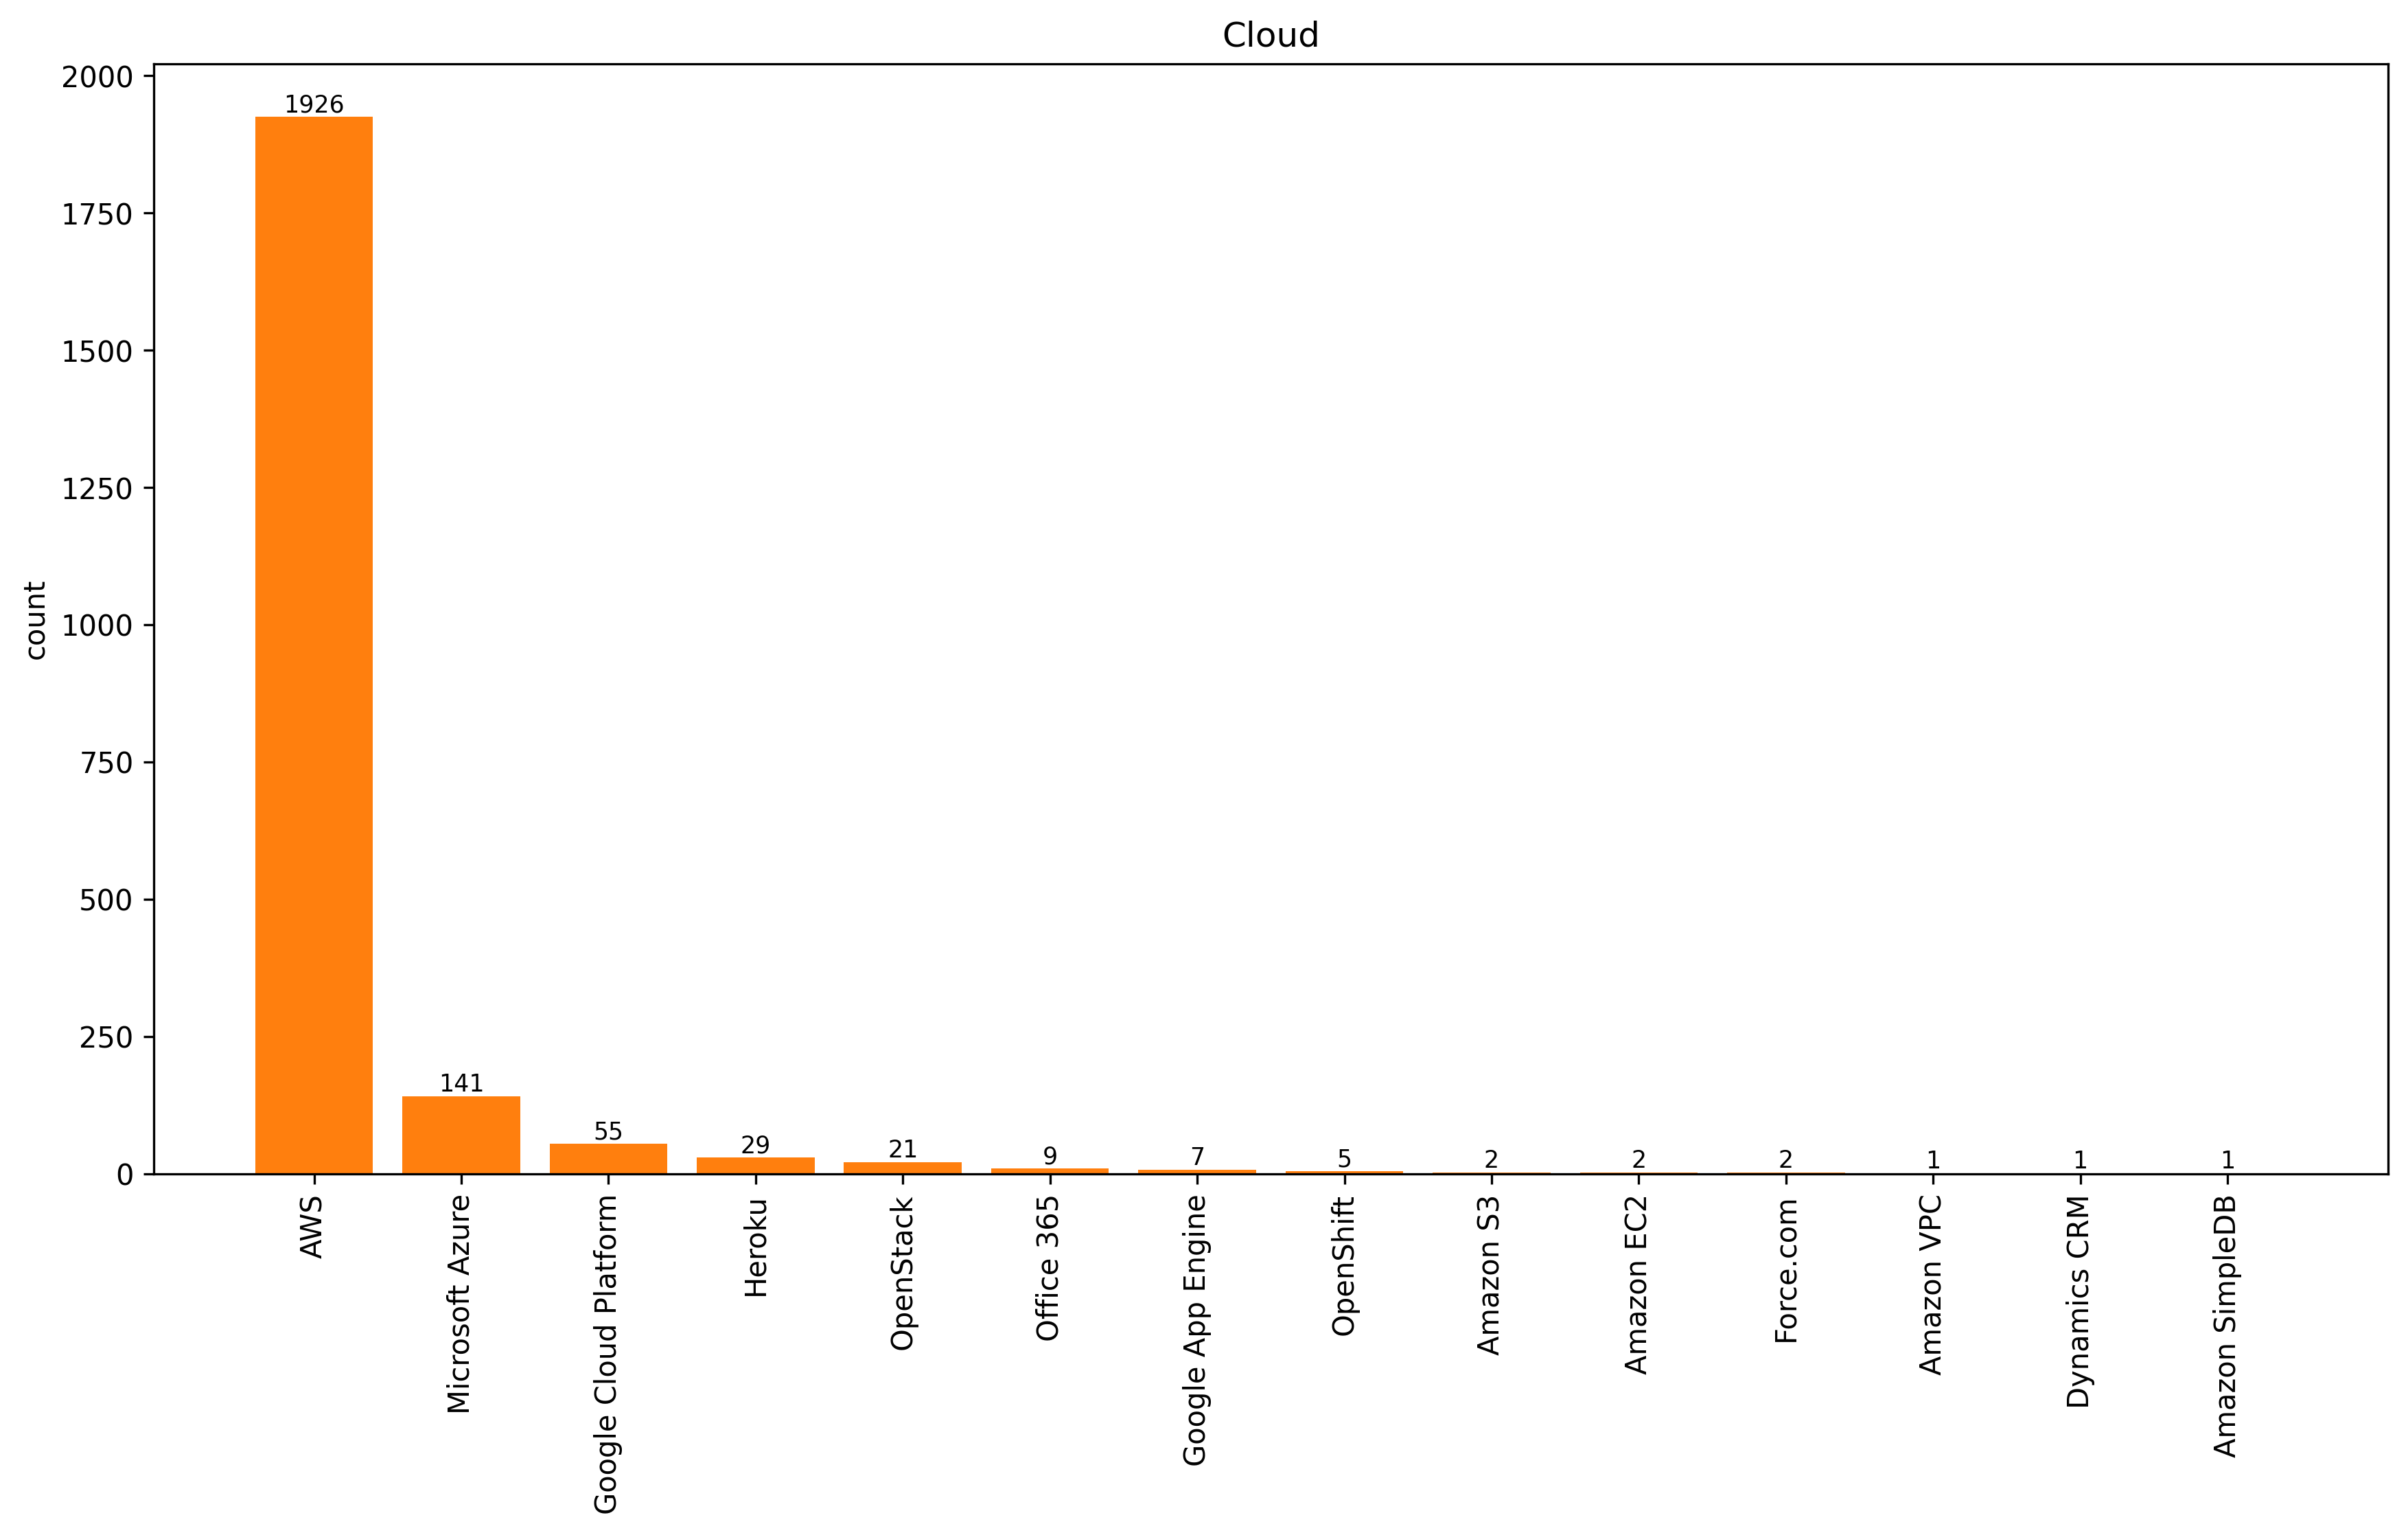 Cloud
count
2000
1750
1500
1250
1000
750
500
250
0
1926
141
55
29
21
9
7
5
2
2
2
1
1
1
AWS
Microsoft Azure
Google Cloud Platform
Heroku
OpenStack
Office 365
Google App Engine
OpenShift
Amazon S3
Amazon EC2
Force.com
Amazon VPC
Dynamics CRM
Amazon SimpleDB